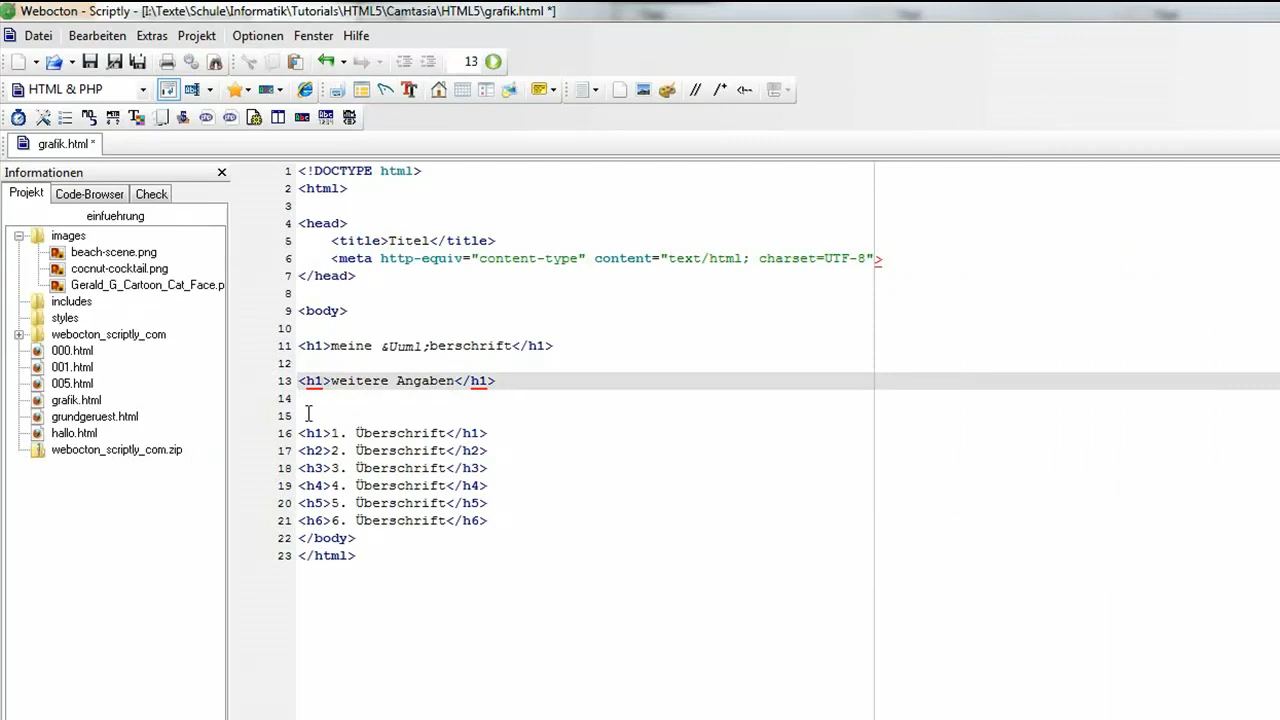 Webocton - Scriptly - [I:\Texte\Schule\Informatik\Tutorials\HTML5\Camtasia\HTML5\grafik.html *]
Datei Bearbeiten Extras Projekt Optionen Fenster Hilfe
13
HTML & PHP
grafik.html *
Informationen
Projekt Code-Browser Check
einfuehrung
images
beach-scene.png
cocnut-cocktail.png
Gerald_G_Cartoon_Cat_Face.p
includes
styles
webocton_scriptly_com
000.html
001.html
005.html
grafik.html
grundgeruest.html
hallo.html
webocton_scriptly_com.zip
1 <!DOCTYPE html>
2 <html>
3
4 <head>
5 <title>Titel</title>
6 <meta http-equiv="content-type" content="text/html; charset=UTF-8">
7 </head>
8
9 <body>
10
11 <h1>meine &Uuml;berschrift</h1>
12
13 <h1>weitere Angaben</h1>
14
15
16 <h1>1. Überschrift</h1>
17 <h2>2. Überschrift</h2>
18 <h3>3. Überschrift</h3>
19 <h4>4. Überschrift</h4>
20 <h5>5. Überschrift</h5>
21 <h6>6. Überschrift</h6>
22 </body>
23 </html>